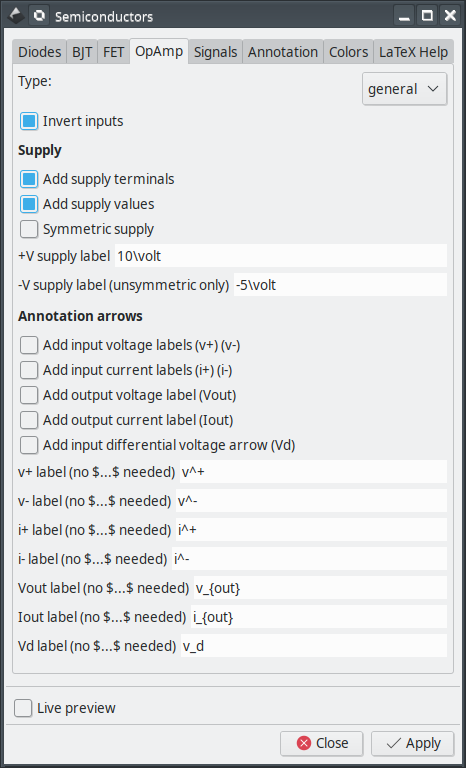 Semiconductors
Diodes BJT FET OpAmp Signals Annotation Colors LaTeX Help
Type:
general
Invert inputs
Supply
Add supply terminals
Add supply values
Symmetric supply
+V supply label 10\volt
-V supply label (unsymmetric only) -5\volt
Annotation arrows
Add input voltage labels (v+) (v-)
Add input current labels (i+) (i-)
Add output voltage label (Vout)
Add output current label (Iout)
Add input differential voltage arrow (Vd)
v+ label (no $...$ needed) v^+
v- label (no $...$ needed) v^-
i+ label (no $...$ needed) i^+
i- label (no $...$ needed) i^-
Vout label (no $...$ needed) v_{out}
Iout label (no $...$ needed) i_{out}
Vd label (no $...$ needed) v_d
Live preview
Close Apply